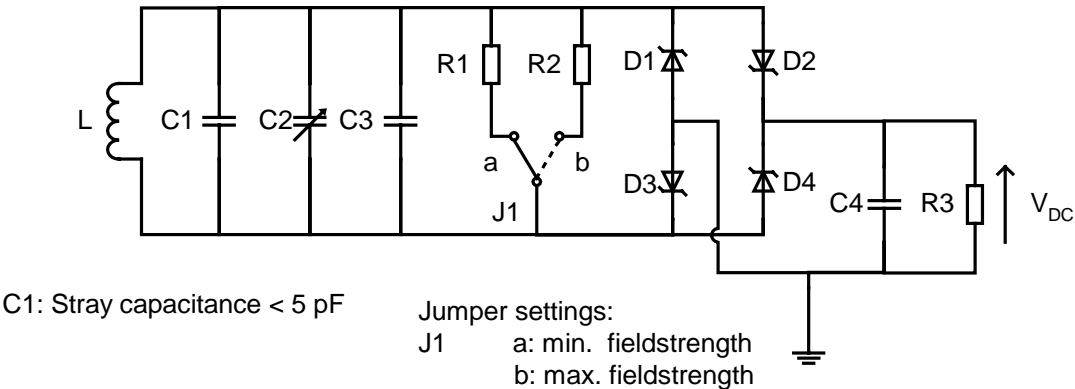 L
C1
C2
C3
R1
R2
D1
D2
a
b
J1
D3
D4
C4
R3
V_DC
C1: Stray capacitance < 5 pF
Jumper settings:
J1 a: min. fieldstrength
b: max. fieldstrength